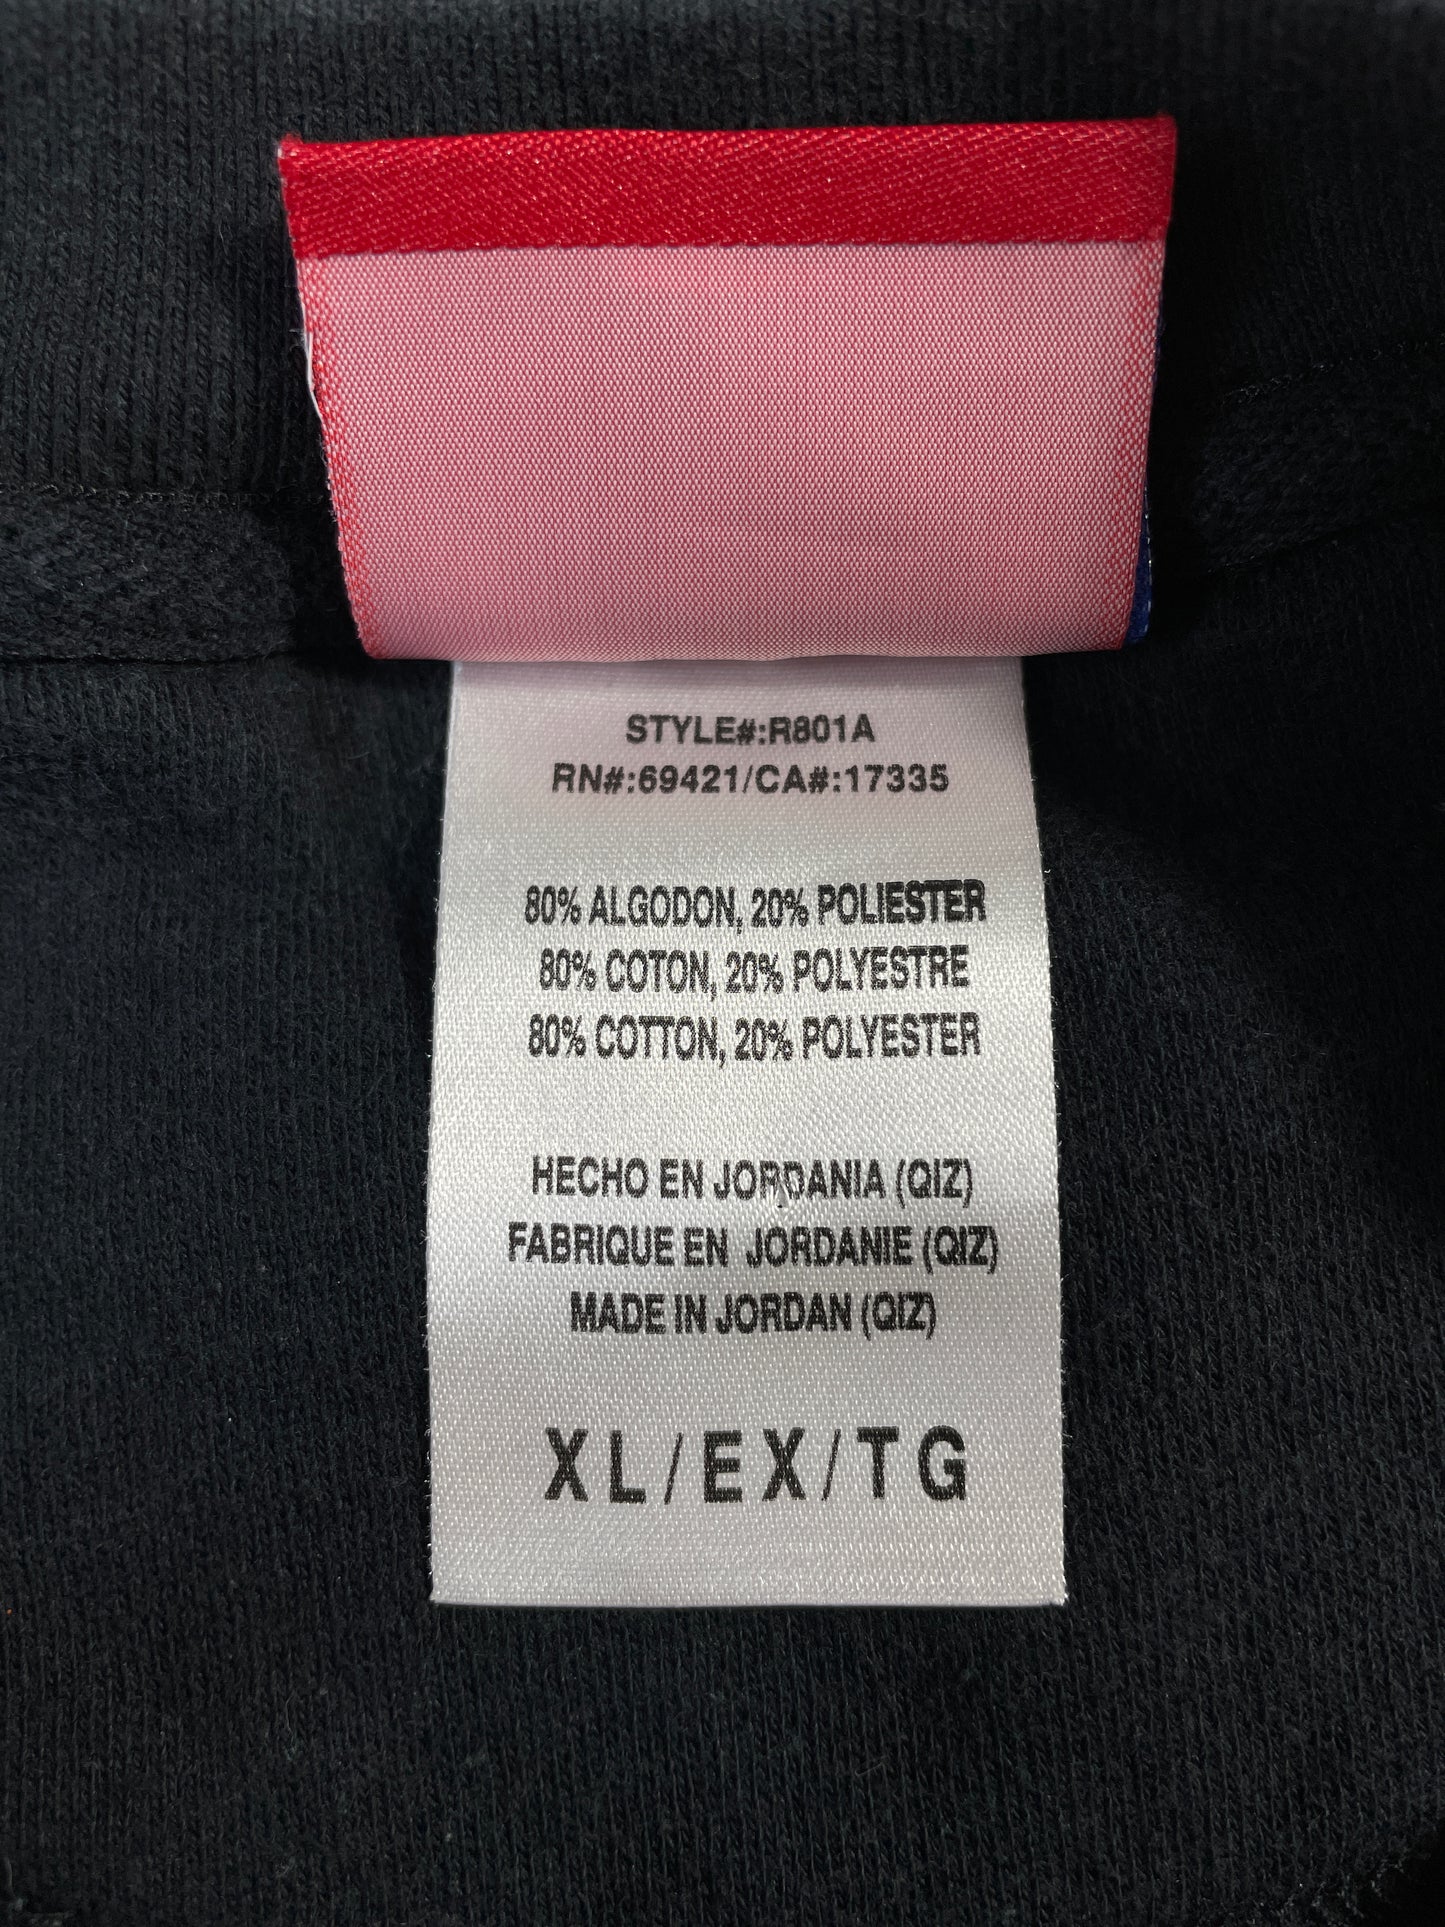 STYLE#:R801A
RN#:69421/CA#:17335
80% ALGODON, 20% POLIESTER
80% COTON, 20% POLYESTRE
80% COTTON, 20% POLYESTER
HECHO EN JORDANIA (QIZ)
FABRIQUE EN JORDANIE (QIZ)
MADE IN JORDAN (QIZ)
XL/EX/TG